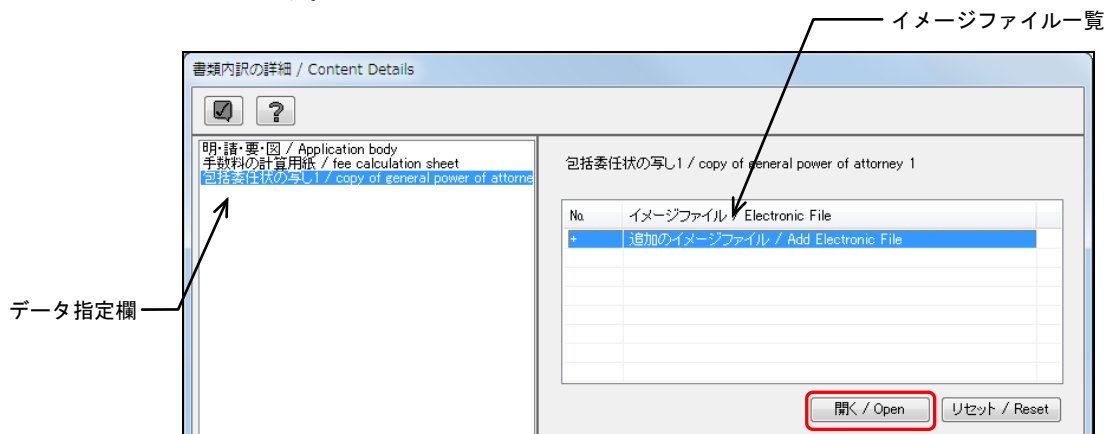 イメージファイル一覧
書類内訳の詳細 / Content Details
明・請・要・図 / Application body
手数料の計算用紙 / fee calculation sheet
包括委任状の写し1 / copy of general power of attorne
包括委任状の写し1 / copy of general power of attorney 1
No. イメージファイル / Electronic File
+ 追加のイメージファイル / Add Electronic File
データ指定欄
開く / Open リセット / Reset